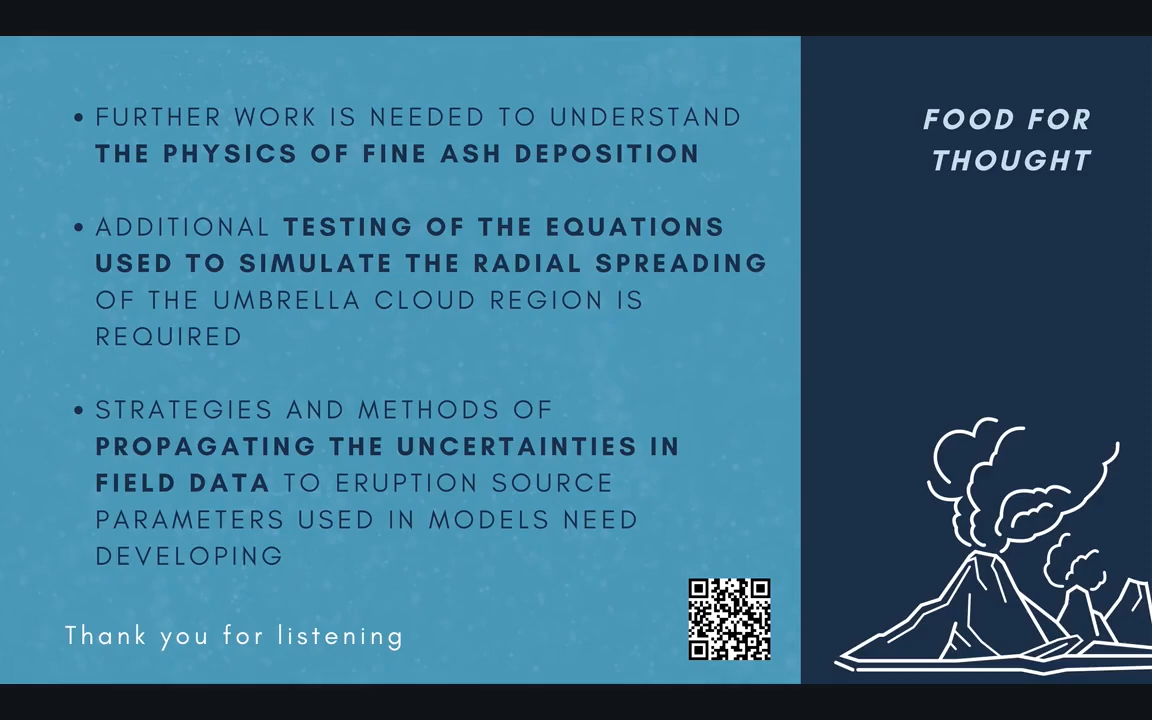 • FURTHER WORK IS NEEDED TO UNDERSTAND
THE PHYSICS OF FINE ASH DEPOSITION
• ADDITIONAL TESTING OF THE EQUATIONS
USED TO SIMULATE THE RADIAL SPREADING
OF THE UMBRELLA CLOUD REGION IS
REQUIRED
• STRATEGIES AND METHODS OF
PROPAGATING THE UNCERTAINTIES IN
FIELD DATA TO ERUPTION SOURCE
PARAMETERS USED IN MODELS NEED
DEVELOPING
Thank you for listening
FOOD FOR
THOUGHT